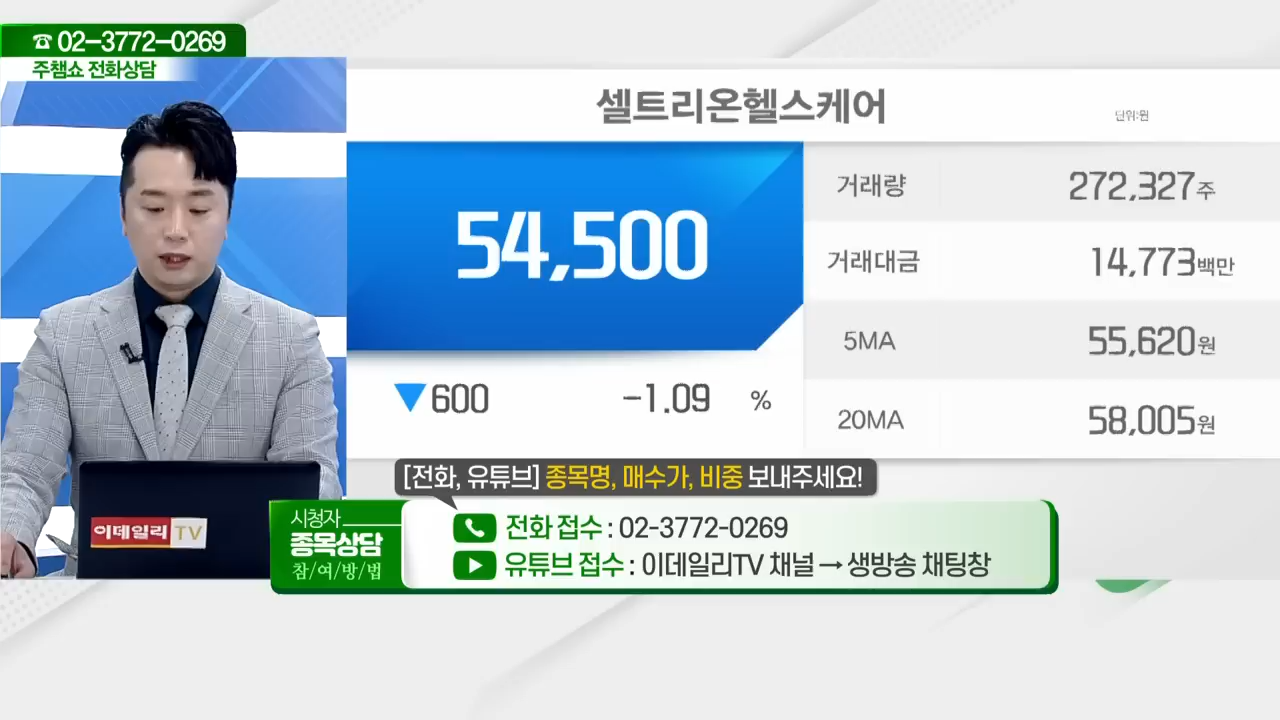 ☎ 02-3772-0269
주챔쇼 전화상담
셀트리온헬스케어
단위:원
54,500
▼600 -1.09 %
거래량 272,327주
거래대금 14,773백만
5MA 55,620원
20MA 58,005원
[전화, 유튜브] 종목명, 매수가, 비중 보내주세요!
시청자
종목상담
참/여/방/법
전화 접수 : 02-3772-0269
유튜브 접수 : 이데일리TV 채널 → 생방송 채팅창
이데일리 TV